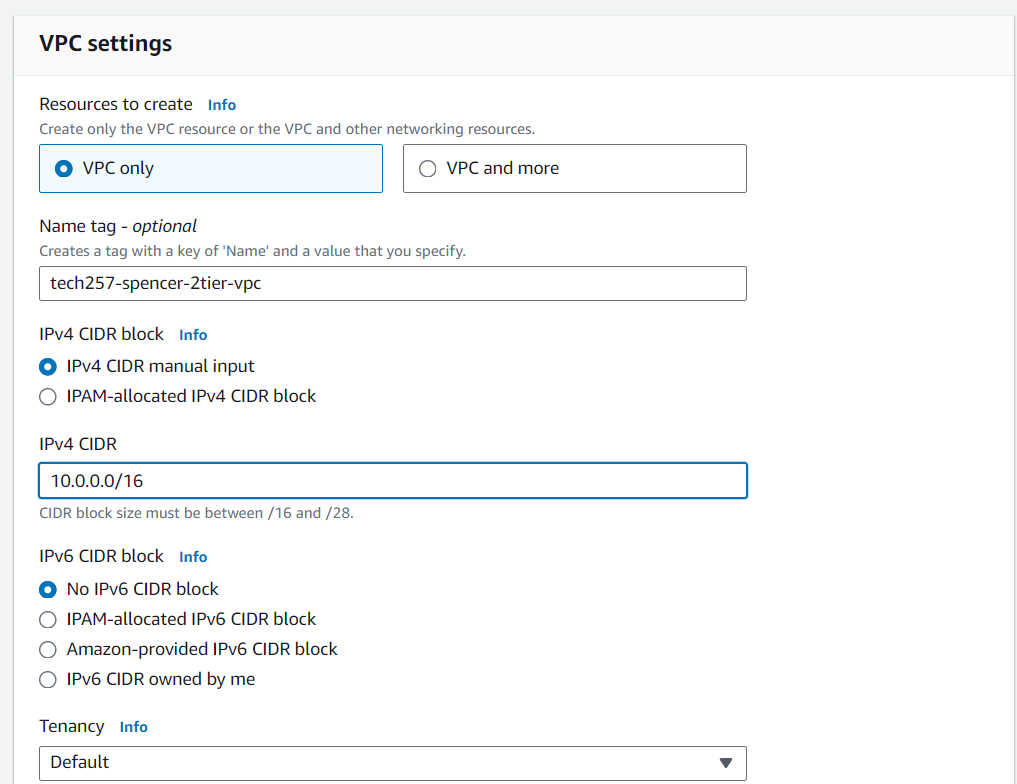 VPC settings
Resources to create Info
Create only the VPC resource or the VPC and other networking resources.
VPC only VPC and more
Name tag - optional
Creates a tag with a key of 'Name' and a value that you specify.
tech257-spencer-2tier-vpc
IPv4 CIDR block Info
IPv4 CIDR manual input
IPAM-allocated IPv4 CIDR block
IPv4 CIDR
10.0.0.0/16
CIDR block size must be between /16 and /28.
IPv6 CIDR block Info
No IPv6 CIDR block
IPAM-allocated IPv6 CIDR block
Amazon-provided IPv6 CIDR block
IPv6 CIDR owned by me
Tenancy Info
Default